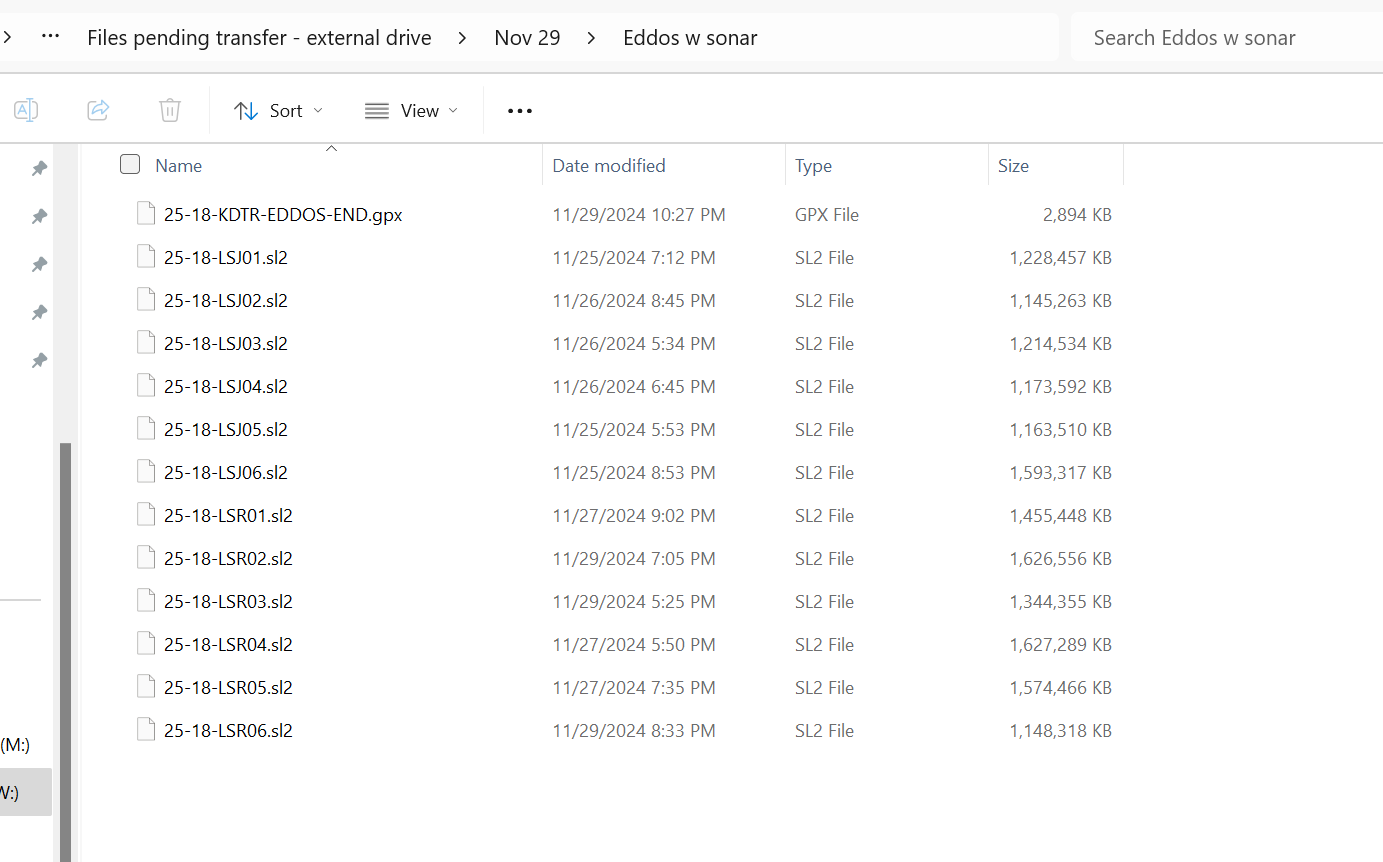 > ··· Files pending transfer - external drive > Nov 29 > Eddos w sonar Search Eddos w sonar
A Sort View ···
Name Date modified Type Size
25-18-KDTR-EDDOS-END.gpx 11/29/2024 10:27 PM GPX File 2,894 KB
25-18-LSJ01.sl2 11/25/2024 7:12 PM SL2 File 1,228,457 KB
25-18-LSJ02.sl2 11/26/2024 8:45 PM SL2 File 1,145,263 KB
25-18-LSJ03.sl2 11/26/2024 5:34 PM SL2 File 1,214,534 KB
25-18-LSJ04.sl2 11/26/2024 6:45 PM SL2 File 1,173,592 KB
25-18-LSJ05.sl2 11/25/2024 5:53 PM SL2 File 1,163,510 KB
25-18-LSJ06.sl2 11/25/2024 8:53 PM SL2 File 1,593,317 KB
25-18-LSR01.sl2 11/27/2024 9:02 PM SL2 File 1,455,448 KB
25-18-LSR02.sl2 11/29/2024 7:05 PM SL2 File 1,626,556 KB
25-18-LSR03.sl2 11/29/2024 5:25 PM SL2 File 1,344,355 KB
25-18-LSR04.sl2 11/27/2024 5:50 PM SL2 File 1,627,289 KB
25-18-LSR05.sl2 11/27/2024 7:35 PM SL2 File 1,574,466 KB
25-18-LSR06.sl2 11/29/2024 8:33 PM SL2 File 1,148,318 KB
(M:)
W:)